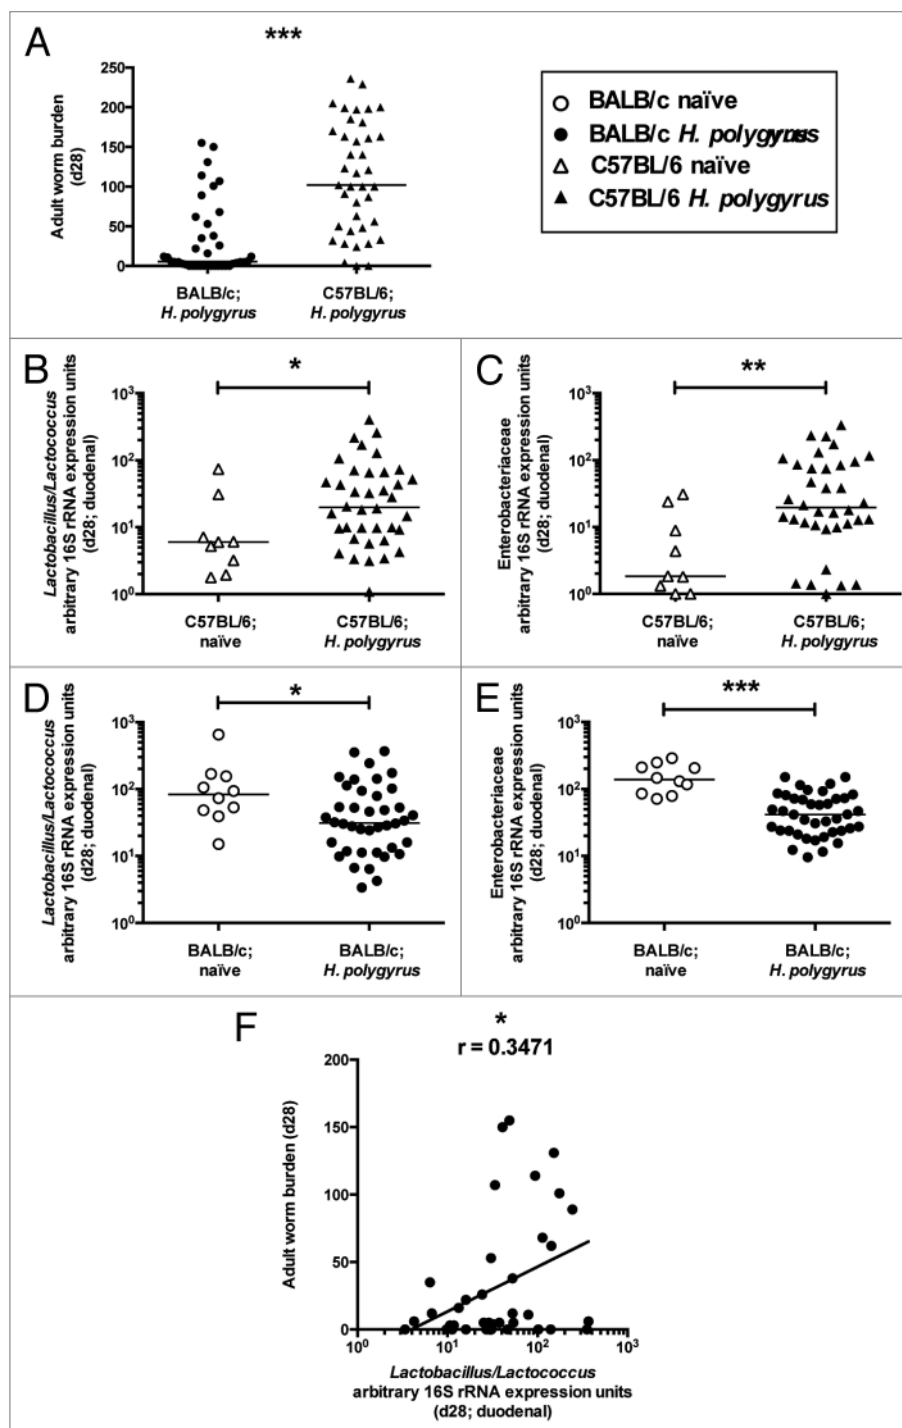 A
***
250
200
150
100
50
0
Adult worm burden
(d28)
BALB/c;
H. polygyrus
C57BL/6;
H. polygyrus
BALB/c naïve
BALB/c H. polygyrus
C57BL/6 naïve
C57BL/6 H. polygyrus
B
*
Lactobacillus/Lactococcus
arbitrary 16S rRNA expression units
(d28; duodenal)
10³
10²
10¹
10⁰
C57BL/6;
naïve
C57BL/6;
H. polygyrus
C
**
Enterobacteriaceae
arbitrary 16S rRNA expression units
(d28; duodenal)
10³
10²
10¹
10⁰
C57BL/6;
naïve
C57BL/6;
H. polygyrus
D
*
Lactobacillus/Lactococcus
arbitrary 16S rRNA expression units
(d28; duodenal)
10³
10²
10¹
10⁰
BALB/c;
naïve
BALB/c;
H. polygyrus
E
***
Enterobacteriaceae
arbitrary 16S rRNA expression units
(d28; duodenal)
10³
10²
10¹
10⁰
BALB/c;
naïve
BALB/c;
H. polygyrus
F
*
r = 0.3471
Adult worm burden (d28)
200
150
100
50
0
10⁰ 10¹ 10² 10³
Lactobacillus/Lactococcus
arbitrary 16S rRNA expression units
(d28; duodenal)